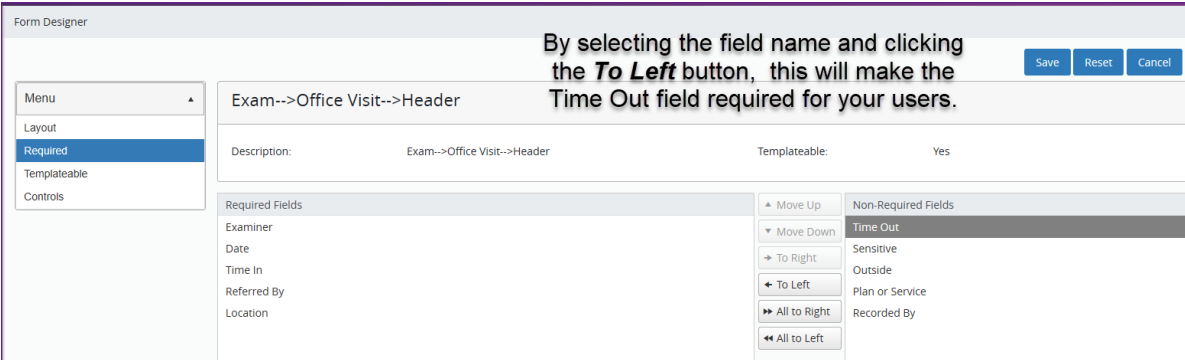 Form Designer
By selecting the field name and clicking
the To Left button, this will make the
Time Out field required for your users.
Save Reset Cancel
Menu
Layout
Required
Templateable
Controls
Exam-->Office Visit-->Header
Description: Exam-->Office Visit-->Header Templateable: Yes
Required Fields
Examiner
Date
Time In
Referred By
Location
Move Up
Move Down
To Right
To Left
All to Right
All to Left
Non-Required Fields
Time Out
Sensitive
Outside
Plan or Service
Recorded By